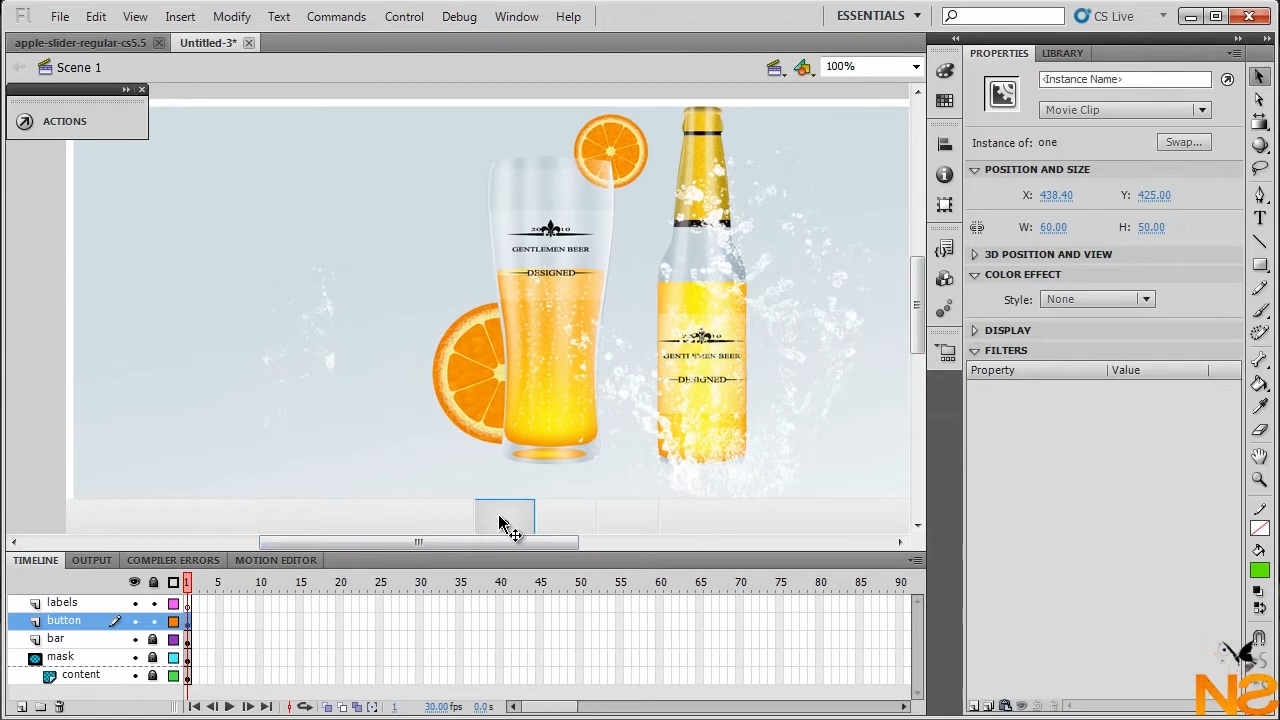 Fl File Edit View Insert Modify Text Commands Control Debug Window Help ESSENTIALS CS Live
apple-slider-regular-cs5.5 Untitled-3*
Scene 1 100%
ACTIONS
2010
GENTLEMEN BEER
DESIGNED
GENTLEMEN BEER
DESIGNED
PROPERTIES LIBRARY
<Instance Name>
Movie Clip
Instance of: one Swap...
POSITION AND SIZE
X: 438.40 Y: 425.00
W: 60.00 H: 50.00
3D POSITION AND VIEW
COLOR EFFECT
Style: None
DISPLAY
FILTERS
Property Value
TIMELINE OUTPUT COMPILER ERRORS MOTION EDITOR
1 5 10 15 20 25 30 35 40 45 50 55 60 65 70 75 80 85 90
labels
button
bar
mask
content
1 30.00 fps 0.0 s
NS